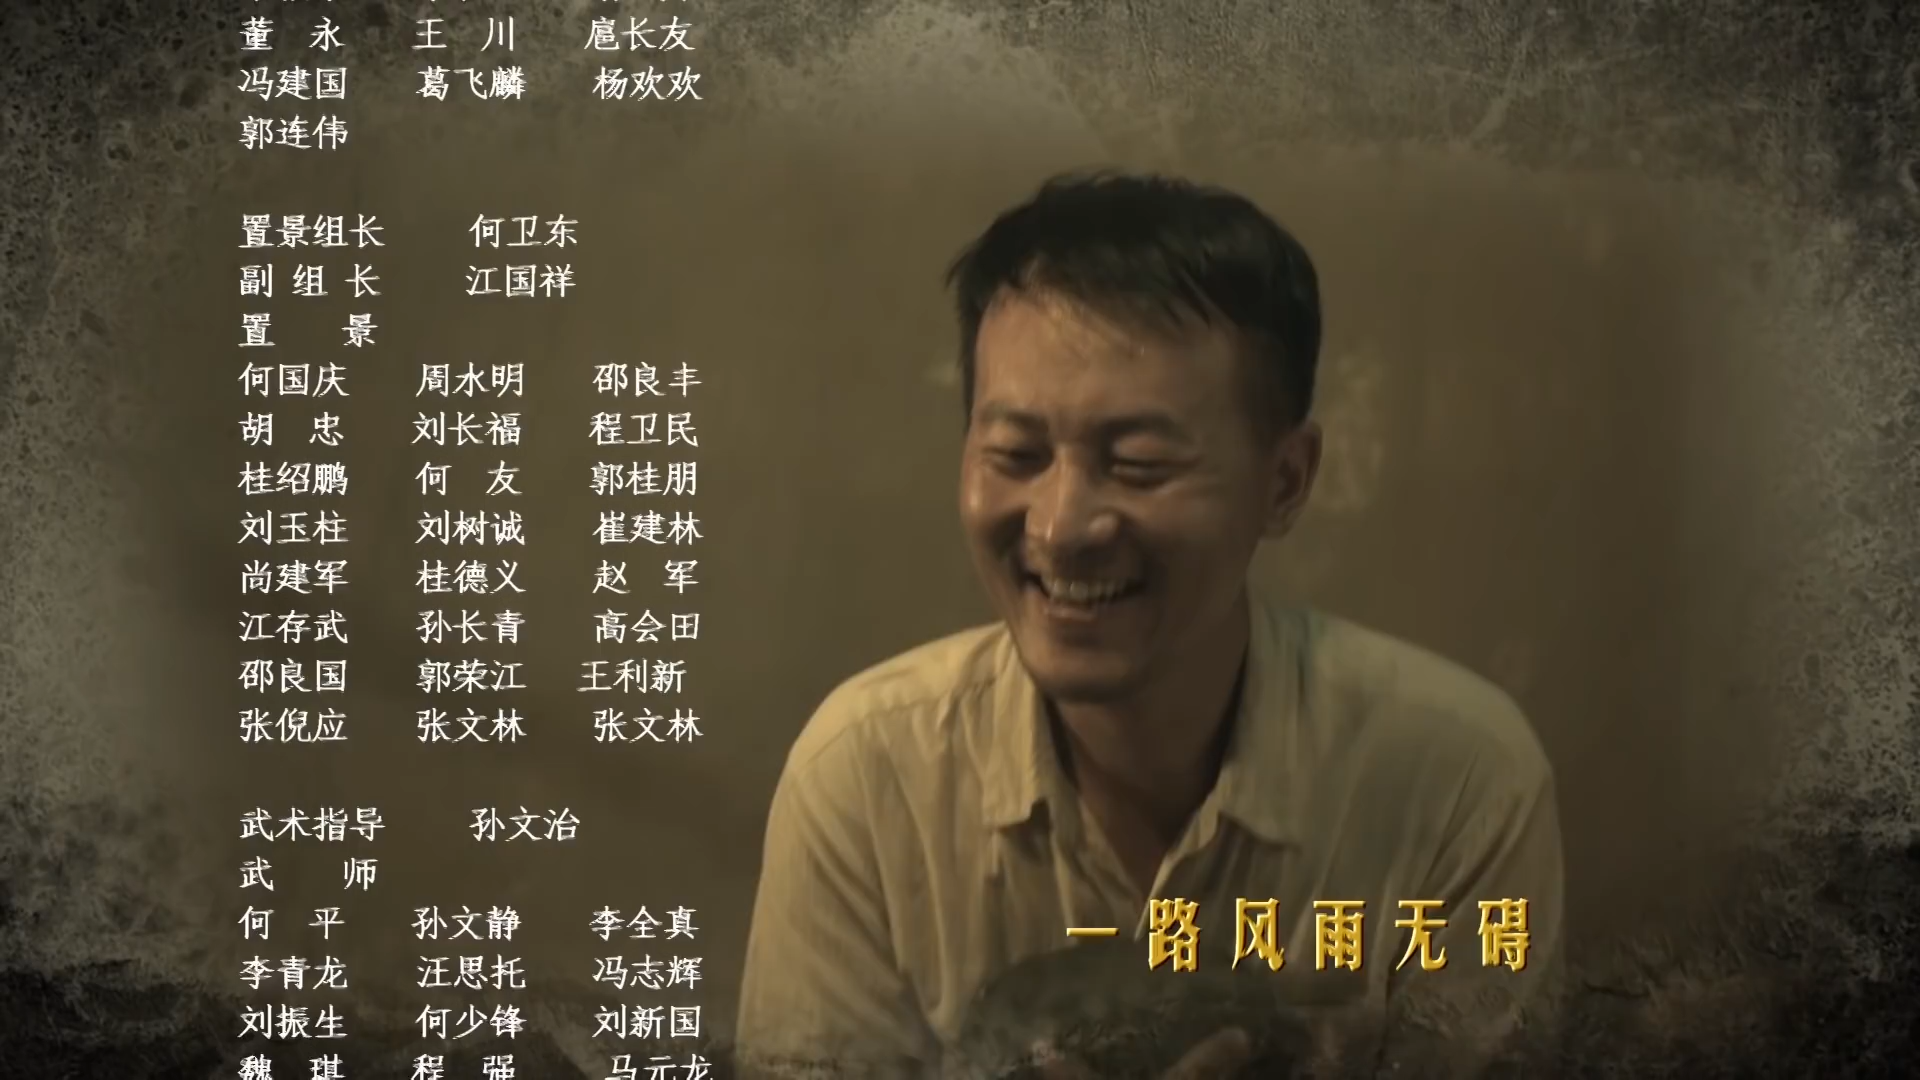 董 永 王 川 扈长友
冯建国 葛飞麟 杨欢欢
郭连伟
置景组长 何卫东
副组长 江国祥
置 景
何国庆 周水明 邵良丰
胡 忠 刘长福 程卫民
桂绍鹏 何 友 郭桂朋
刘玉柱 刘树诚 崔建林
尚建军 桂德义 赵 军
江存武 孙长青 高会田
邵良国 郭荣江 王利新
张倪应 张文林 张文林
武术指导 孙文治
武 师
何 平 孙文静 李全真
李青龙 汪思托 冯志辉
刘振生 何少锋 刘新国
魏 琪 程 强 马元龙
一路风雨无碍